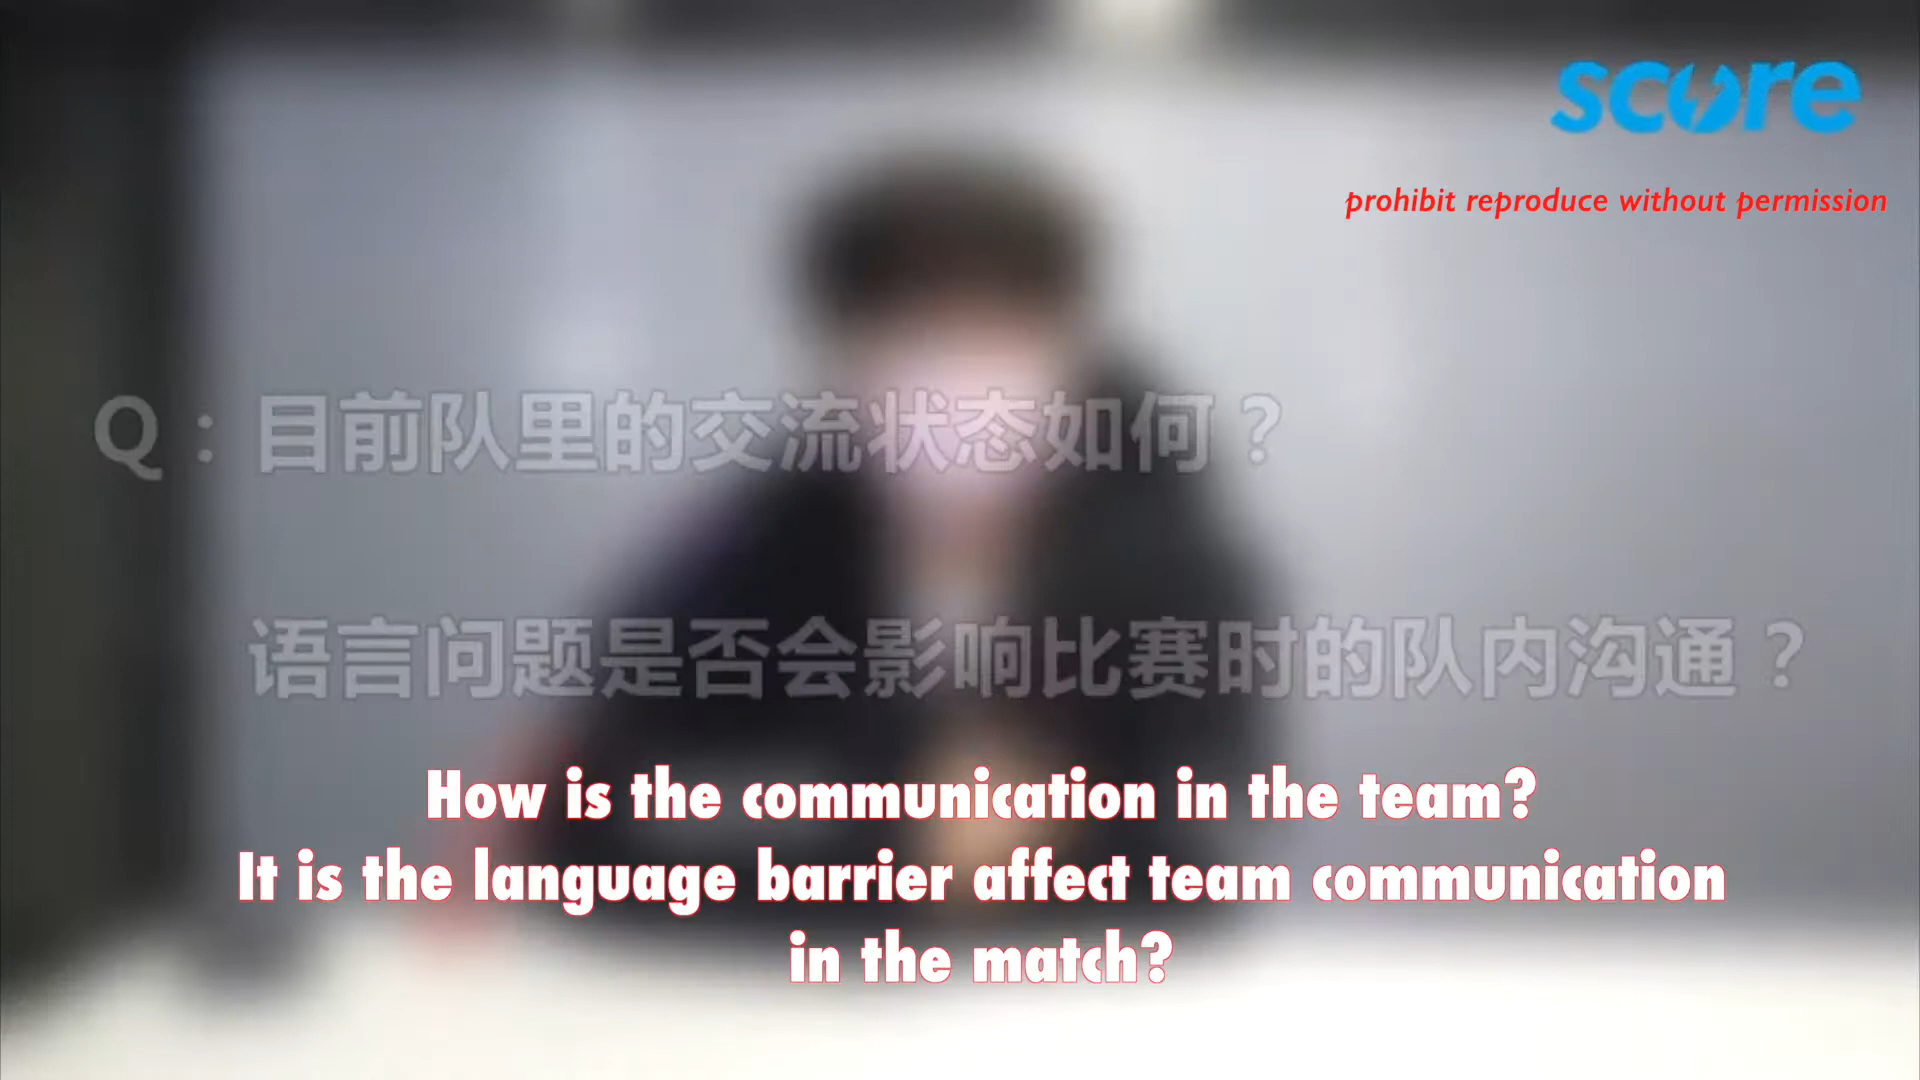 score
prohibit reproduce without permission
Q：目前队里的交流状态如何？
语言问题是否会影响比赛时的队内沟通？
How is the communication in the team?
It is the language barrier affect team communication
in the match?